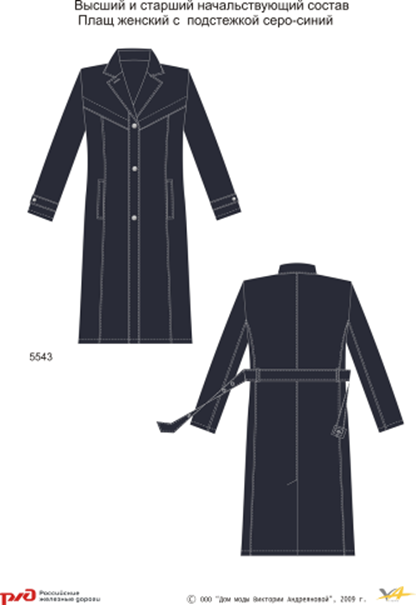 Высший и старший начальствующий состав
Плащ женский с подстежкой серо-синий
5543
ржд Российские
железные дороги
© ООО "Дом моды Виктории Андреяновой", 2009 г.